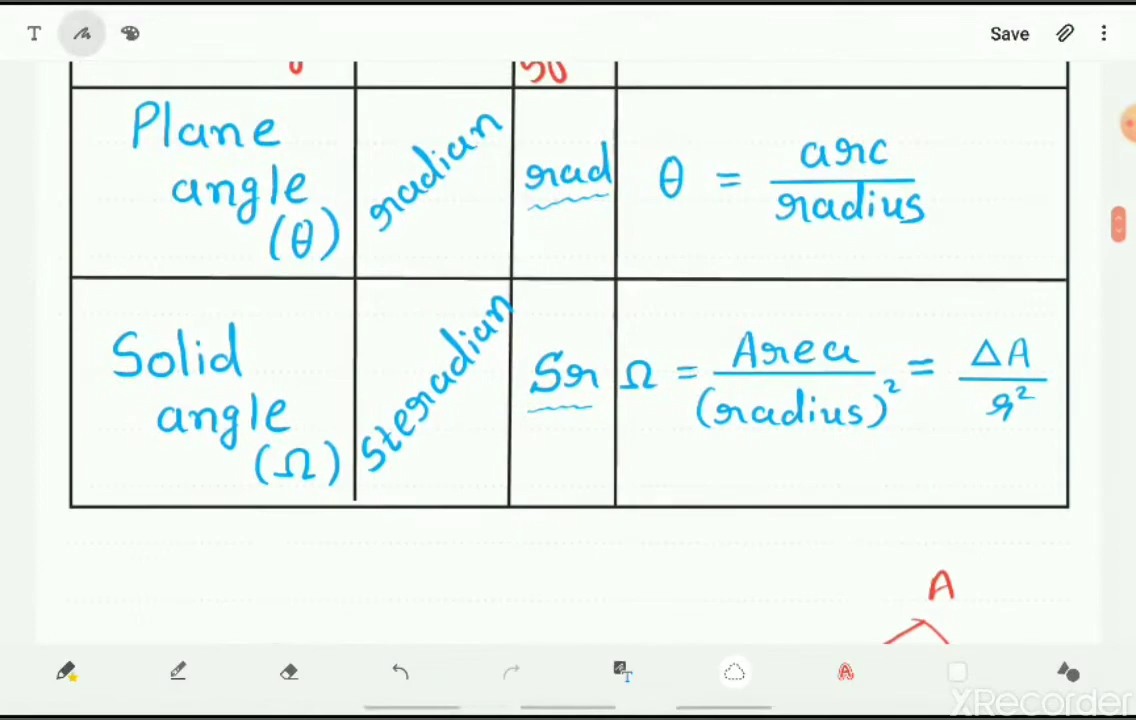 T Save
Plane angle (θ) radian rad θ = arc / radius
Solid angle (Ω) steradian Sr Ω = Area / (radius)² = ΔA / r²
A
T A
XRecorder